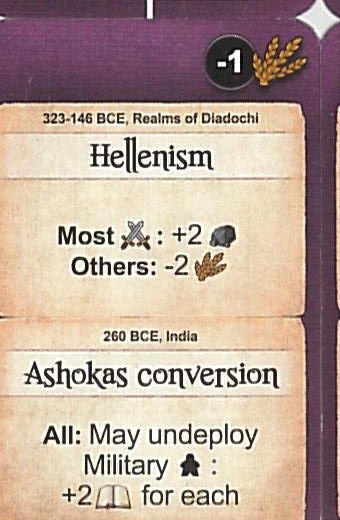 -1
323-146 BCE, Realms of Diadochi
Hellenism
Most : +2
Others: -2
260 BCE, India
Ashokas conversion
All: May undeploy
Military :
+2 for each